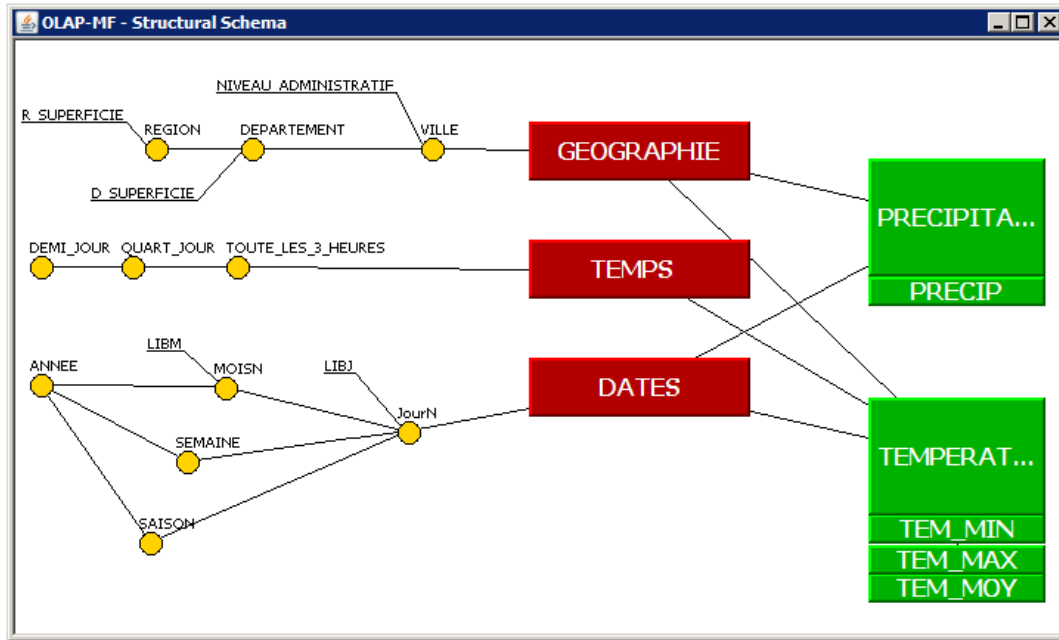 OLAP-MF - Structural Schema
NIVEAU_ADMINISTRATIF
R_SUPERFICIE
REGION
DEPARTEMENT
VILLE
D_SUPERFICIE
GEOGRAPHIE
PRECIPITA...
PRECIP
DEMI_JOUR
QUART_JOUR
TOUTE_LES_3_HEURES
TEMPS
LIBM
LIBJ
ANNEE
MOISN
JourN
SEMAINE
SAISON
DATES
TEMPERAT...
TEM_MIN
TEM_MAX
TEM_MOY